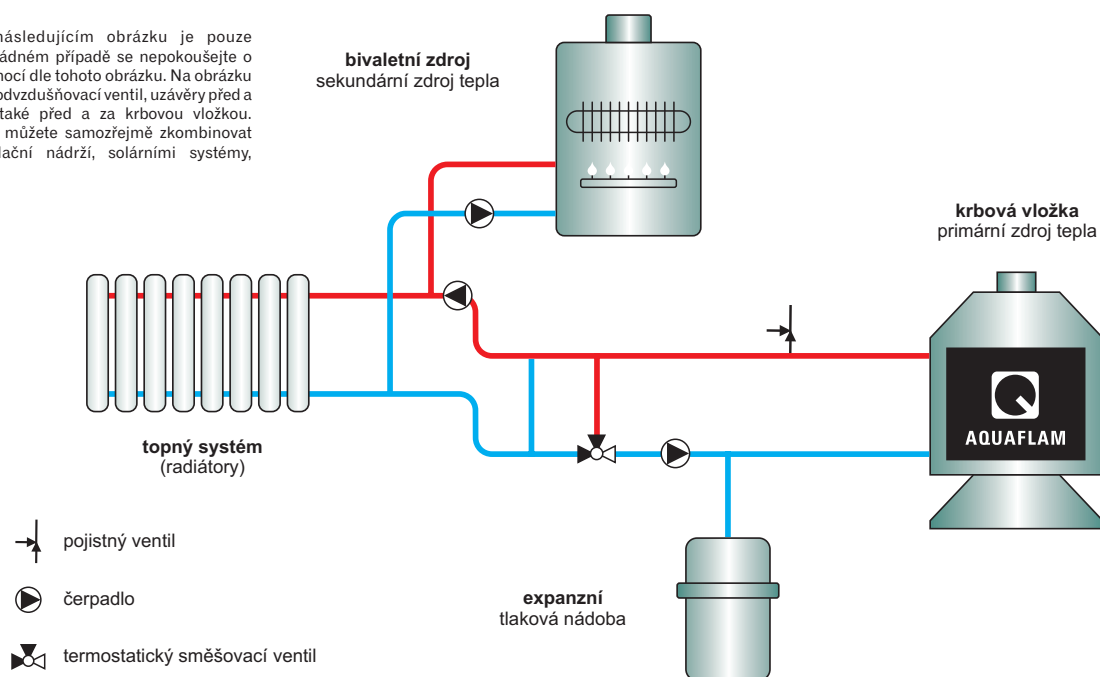 následujícím obrázku je pouze
žádném případě se nepokoušejte o
mocí dle tohoto obrázku. Na obrázku
odvzdušňovací ventil, uzávěry před a
také před a za krbovou vložkou.
můžete samozřejmě zkombinovat
nádrží, solárními systémy,
bivaletní zdroj
sekundární zdroj tepla
krbová vložka
primární zdroj tepla
AQUAFLAM
topný systém
(radiátory)
pojistný ventil
čerpadlo
termostatický směšovací ventil
expanzní
tlaková nádoba